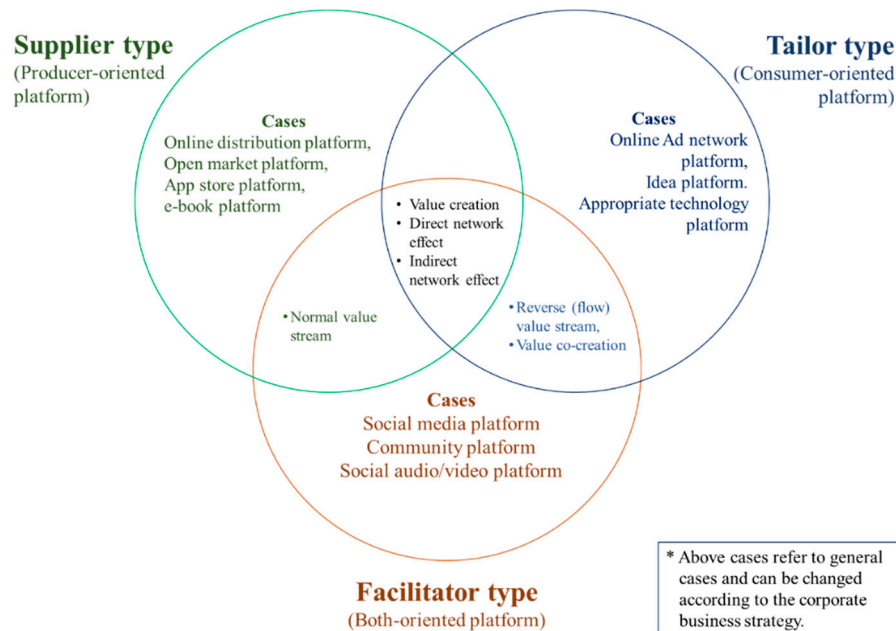 Supplier type
(Producer-oriented
platform)
Tailor type
(Consumer-oriented
platform)
Cases
Online distribution platform,
Open market platform,
App store platform,
e-book platform
Cases
Online Ad network
platform,
Idea platform.
Appropriate technology
platform
• Value creation
• Direct network
effect
• Indirect
network effect
• Normal value
stream
• Reverse (flow)
value stream,
• Value co-creation
Cases
Social media platform
Community platform
Social audio/video platform
Facilitator type
(Both-oriented platform)
* Above cases refer to general
cases and can be changed
according to the corporate
business strategy.